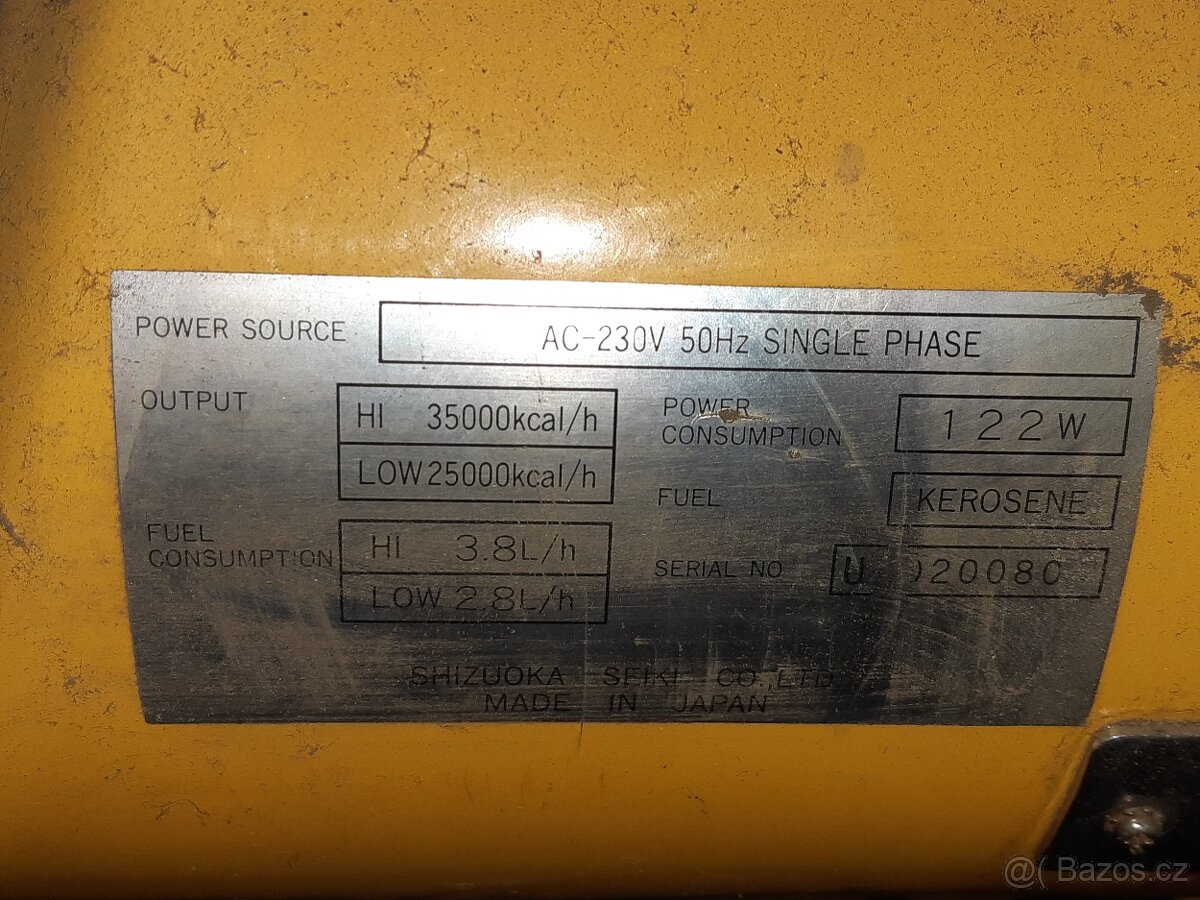 POWER SOURCE AC-230V 50Hz SINGLE PHASE
OUTPUT HI 35000kcal/h
LOW 25000kcal/h
POWER
CONSUMPTION 122W
FUEL KEROSENE
FUEL
CONSUMPTION HI 3.8L/h
LOW 2.8L/h
SERIAL NO U 20080
SHIZUOKA SEIKI CO.,LTD
MADE IN JAPAN
@( Bazos.cz